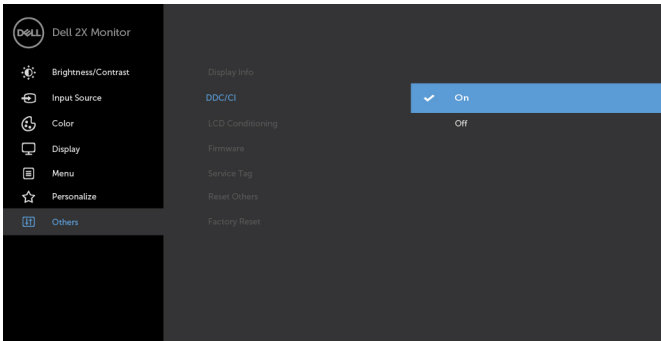 DELL Dell 2X Monitor
Brightness/Contrast
Display Info
Input Source
DDC/CI
On
Color
LCD Conditioning
Off
Display
Firmware
Menu
Service Tag
Personalize
Reset Others
Others
Factory Reset